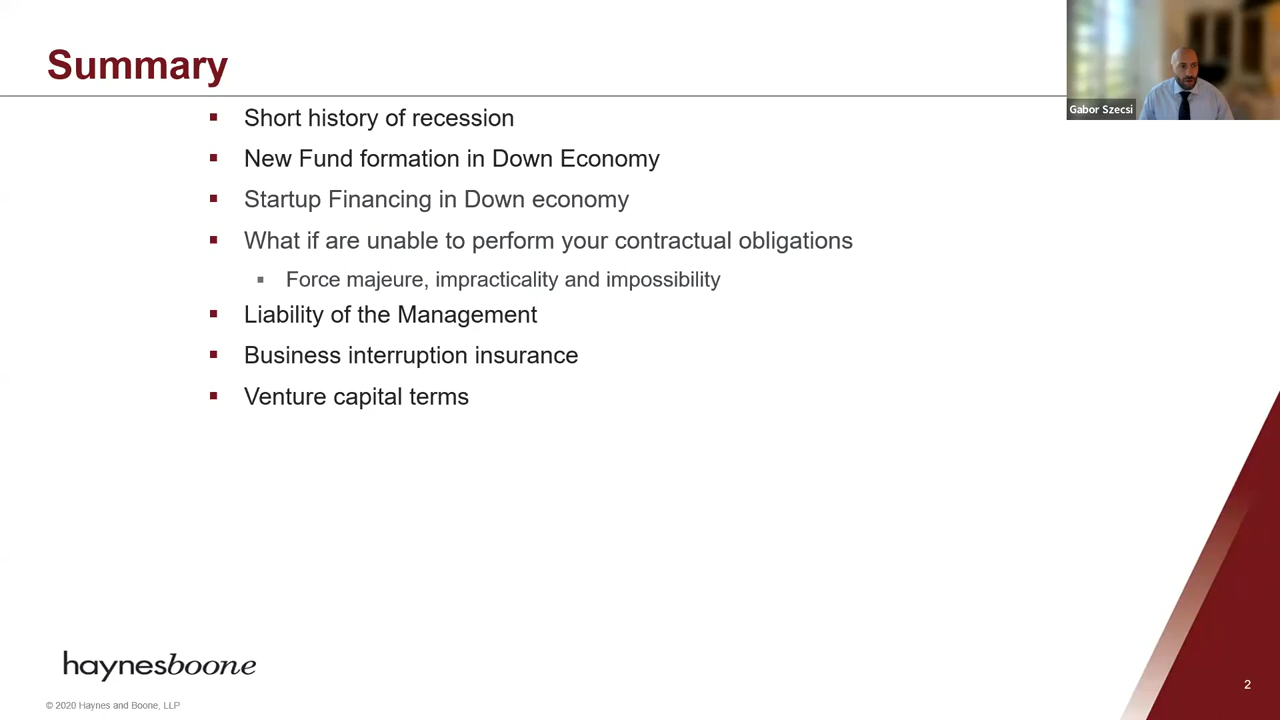 Summary
Gabor Szecsi
▪ Short history of recession
▪ New Fund formation in Down Economy
▪ Startup Financing in Down economy
▪ What if are unable to perform your contractual obligations
▪ Force majeure, impracticality and impossibility
▪ Liability of the Management
▪ Business interruption insurance
▪ Venture capital terms
haynesboone
© 2020 Haynes and Boone, LLP
2